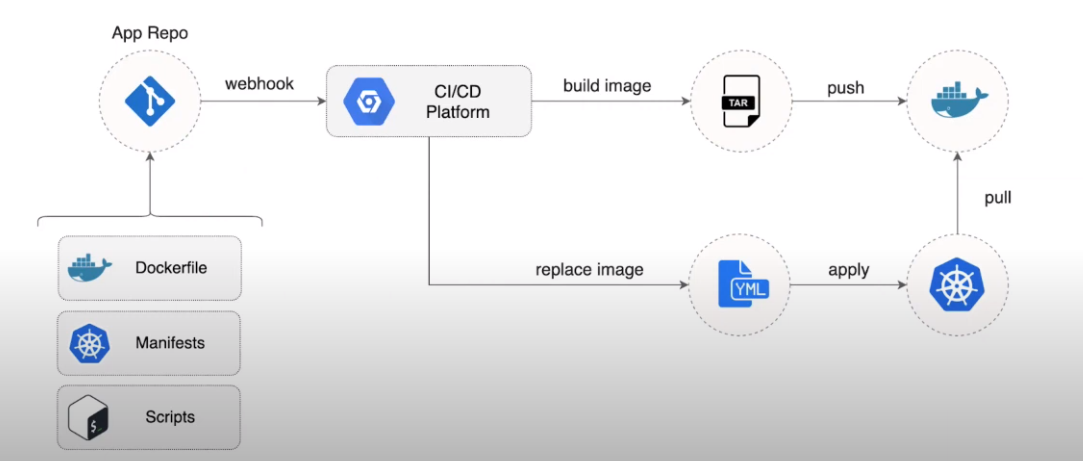 App Repo
webhook
CI/CD
Platform
build image
TAR
push
pull
Dockerfile
Manifests
$_
Scripts
replace image
YML
apply